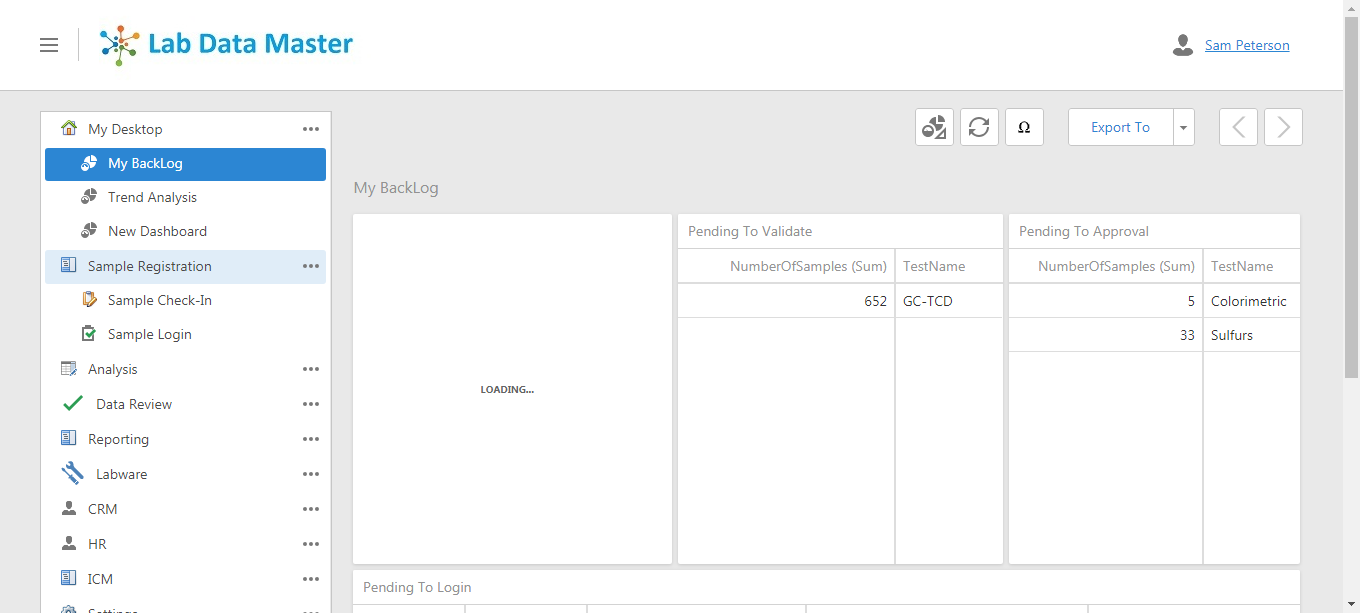 Lab Data Master
Sam Peterson
My Desktop
My BackLog
Trend Analysis
New Dashboard
Sample Registration
Sample Check-In
Sample Login
Analysis
Data Review
Reporting
Labware
CRM
HR
ICM
Settings
Ω
Export To
My BackLog
LOADING...
Pending To Validate
NumberOfSamples (Sum) TestName
652 GC-TCD
Pending To Approval
NumberOfSamples (Sum) TestName
5 Colorimetric
33 Sulfurs
Pending To Login